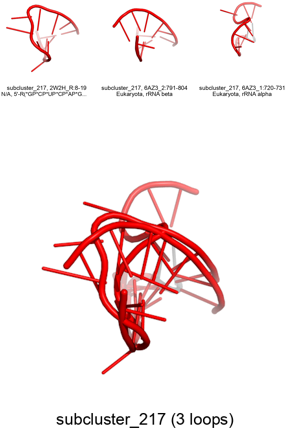 subcluster_217, 2W2H_R:8-19
N/A, 5'-R(*GP*CP*UP*CP*AP*G...
subcluster_217, 6AZ3_2:791-804
Eukaryota, rRNA beta
subcluster_217, 6AZ3_1:720-731
Eukaryota, rRNA alpha
subcluster_217 (3 loops)